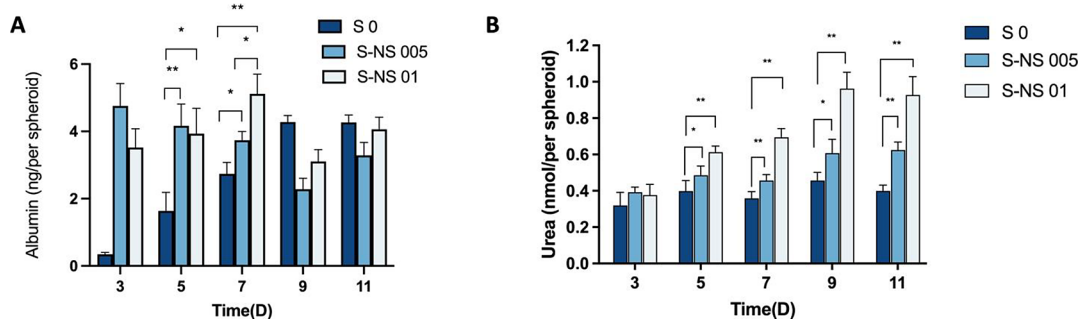 A
S 0
S-NS 005
S-NS 01
**
*
*
**
*
Albumin (ng/per spheroid)
6
4
2
0
3 5 7 9 11
Time(D)
B
S 0
S-NS 005
S-NS 01
**
**
**
*
**
**
*
**
Urea (nmol/per spheroid)
1.2
1.0
0.8
0.6
0.4
0.2
0.0
3 5 7 9 11
Time(D)